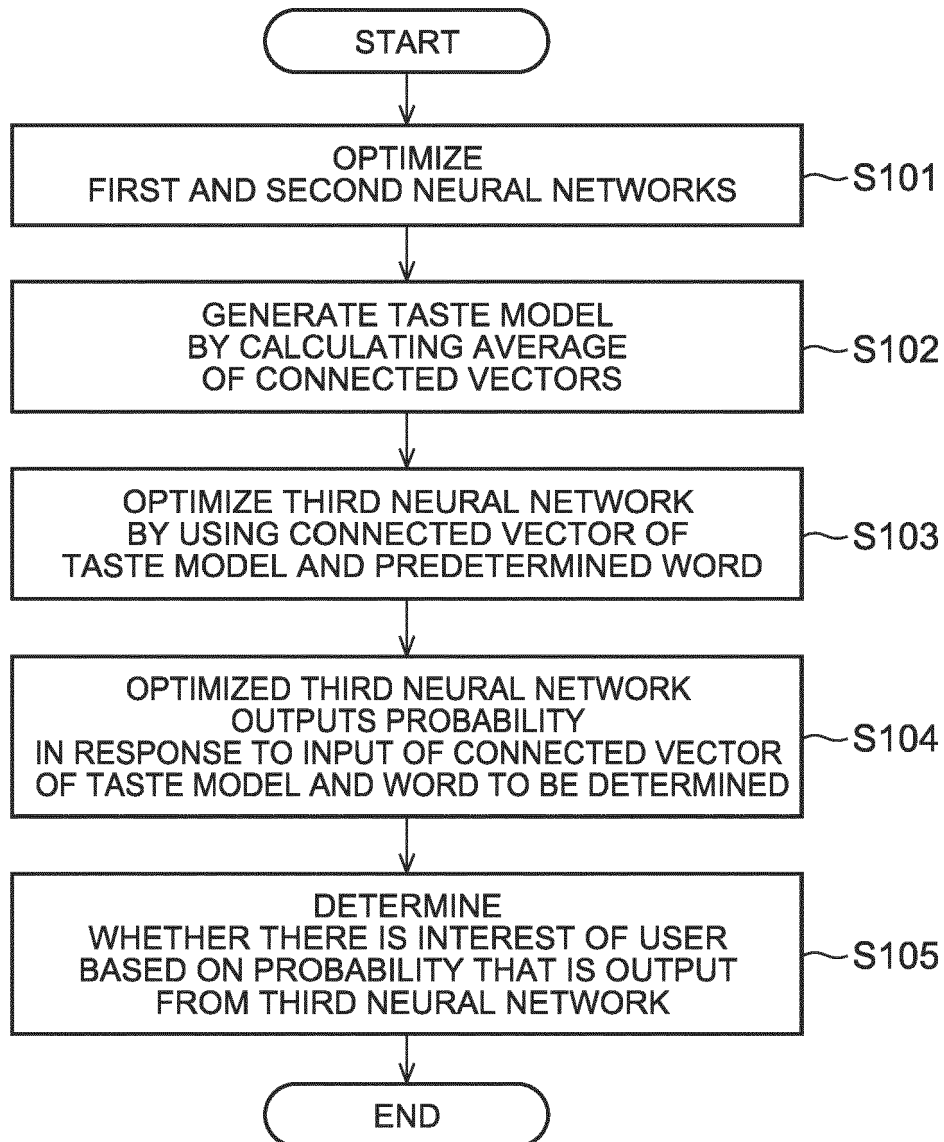 START
OPTIMIZE
FIRST AND SECOND NEURAL NETWORKS
S101
GENERATE TASTE MODEL
BY CALCULATING AVERAGE
OF CONNECTED VECTORS
S102
OPTIMIZE THIRD NEURAL NETWORK
BY USING CONNECTED VECTOR OF
TASTE MODEL AND PREDETERMINED WORD
S103
OPTIMIZED THIRD NEURAL NETWORK
OUTPUTS PROBABILITY
IN RESPONSE TO INPUT OF CONNECTED VECTOR
OF TASTE MODEL AND WORD TO BE DETERMINED
S104
DETERMINE
WHETHER THERE IS INTEREST OF USER
BASED ON PROBABILITY THAT IS OUTPUT
FROM THIRD NEURAL NETWORK
S105
END